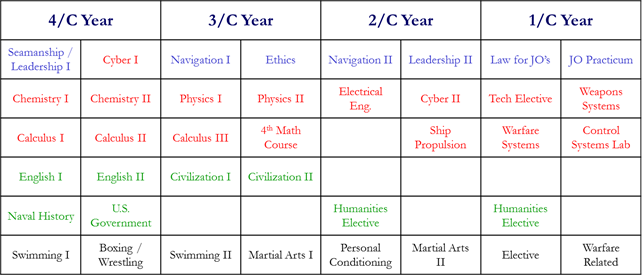 4/C Year 3/C Year 2/C Year 1/C Year
Seamanship / Leadership I Cyber I Navigation I Ethics Navigation II Leadership II Law for JO's JO Practicum
Chemistry I Chemistry II Physics I Physics II Electrical Eng. Cyber II Tech Elective Weapons Systems
Calculus I Calculus II Calculus III 4th Math Course Ship Propulsion Warfare Systems Control Systems Lab
English I English II Civilization I Civilization II
Naval History U.S. Government Humanities Elective Humanities Elective
Swimming I Boxing / Wrestling Swimming II Martial Arts I Personal Conditioning Martial Arts II Elective Warfare Related